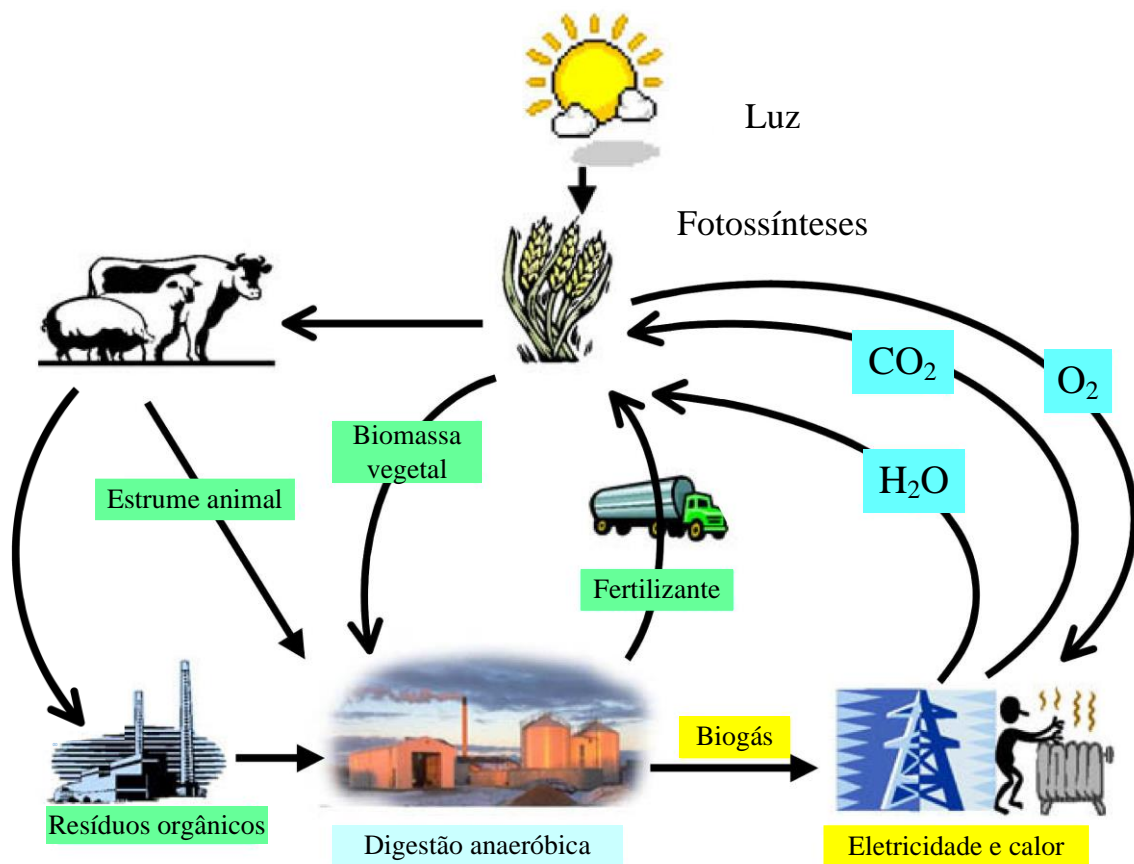 Luz
Fotossínteses
CO₂
O₂
Biomassa
vegetal
H₂O
Estrume animal
Fertilizante
Biogás
Resíduos orgânicos
Digestão anaeróbica
Eletricidade e calor